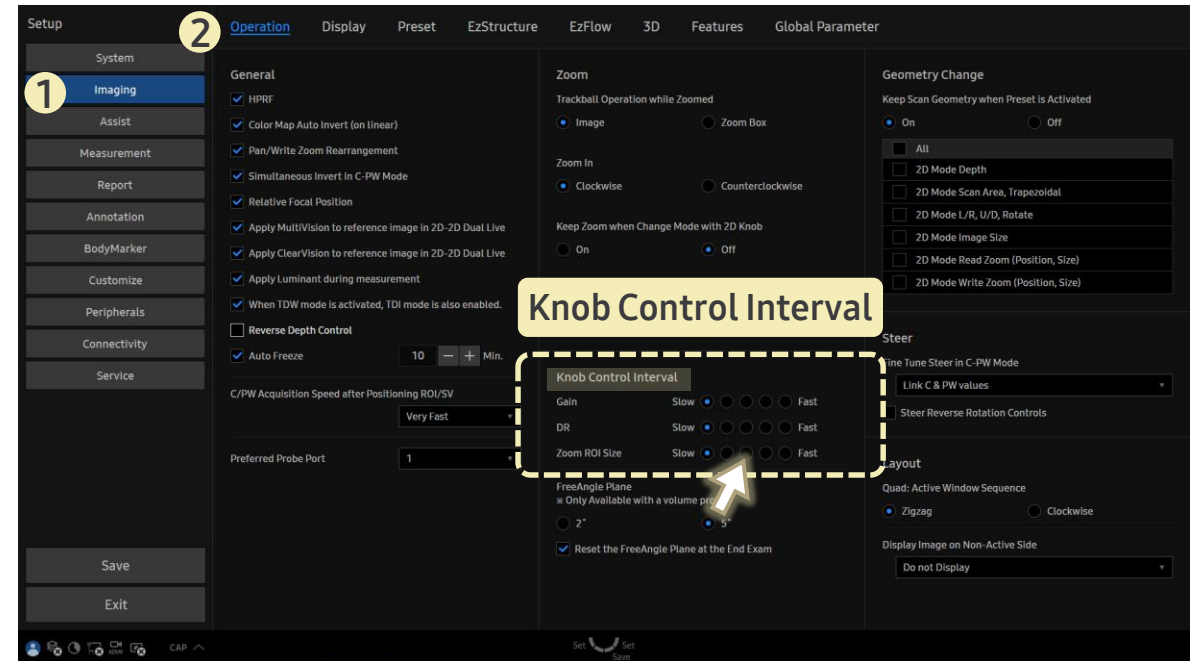 Setup
2
Operation
Display
Preset
EzStructure
EzFlow
3D
Features
Global Parameter
System
1
Imaging
Assist
Measurement
Report
Annotation
BodyMarker
Customize
Peripherals
Connectivity
Service
Save
Exit
General
HPRF
Color Map Auto Invert (on linear)
Pan/Write Zoom Rearrangement
Simultaneous Invert in C-PW Mode
Relative Focal Position
Apply MultiVision to reference image in 2D-2D Dual Live
Apply ClearVision to reference image in 2D-2D Dual Live
Apply Luminant during measurement
When TDW mode is activated, TDI mode is also enabled.
Reverse Depth Control
Auto Freeze 10 — + Min.
C/PW Acquisition Speed after Positioning ROI/SV
Very Fast
Preferred Probe Port 1
Zoom
Trackball Operation while Zoomed
Image Zoom Box
Zoom In
Clockwise Counterclockwise
Keep Zoom when Change Mode with 2D Knob
On Off
Knob Control Interval
Knob Control Interval
Gain Slow Fast
DR Slow Fast
Zoom ROI Size Slow Fast
FreeAngle Plane
※ Only Available with a volume
2° 5°
Reset the FreeAngle Plane at the End Exam
Geometry Change
Keep Scan Geometry when Preset is Activated
On Off
All
2D Mode Depth
2D Mode Scan Area, Trapezoidal
2D Mode L/R, U/D, Rotate
2D Mode Image Size
2D Mode Read Zoom (Position, Size)
2D Mode Write Zoom (Position, Size)
Steer
Fine Tune Steer in C-PW Mode
Link C & PW values
Steer Reverse Rotation Controls
Layout
Quad: Active Window Sequence
Zigzag Clockwise
Display Image on Non-Active Side
Do not Display
CAP
Set Set
Save